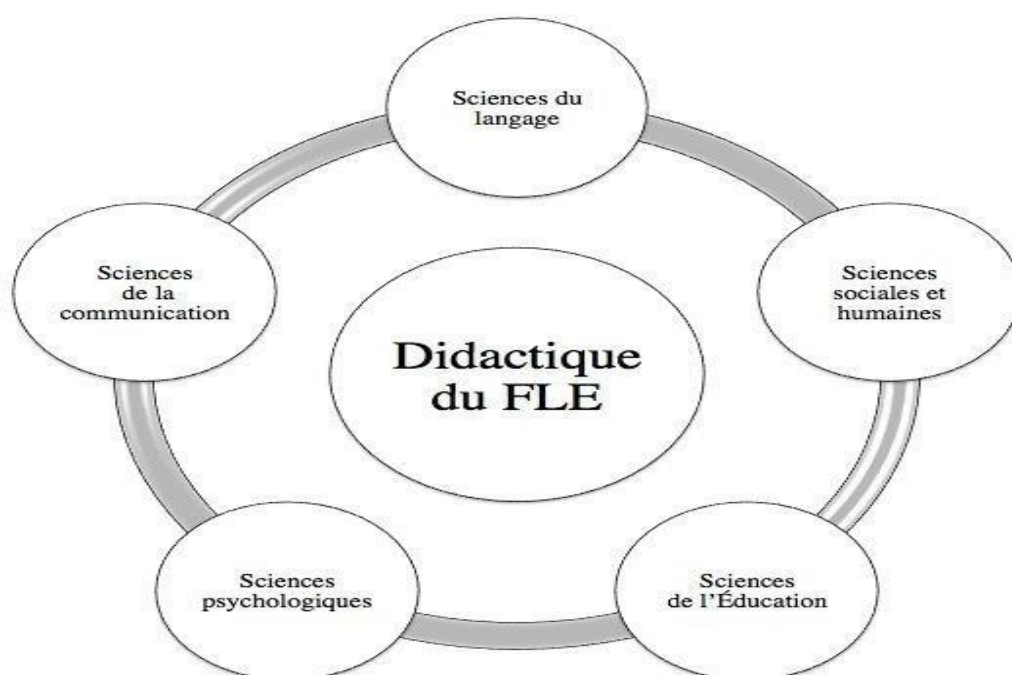 Sciences du
langage
Sciences
de la
communication
Sciences
sociales et
humaines
Didactique
du FLE
Sciences
psychologiques
Sciences
de l'Éducation